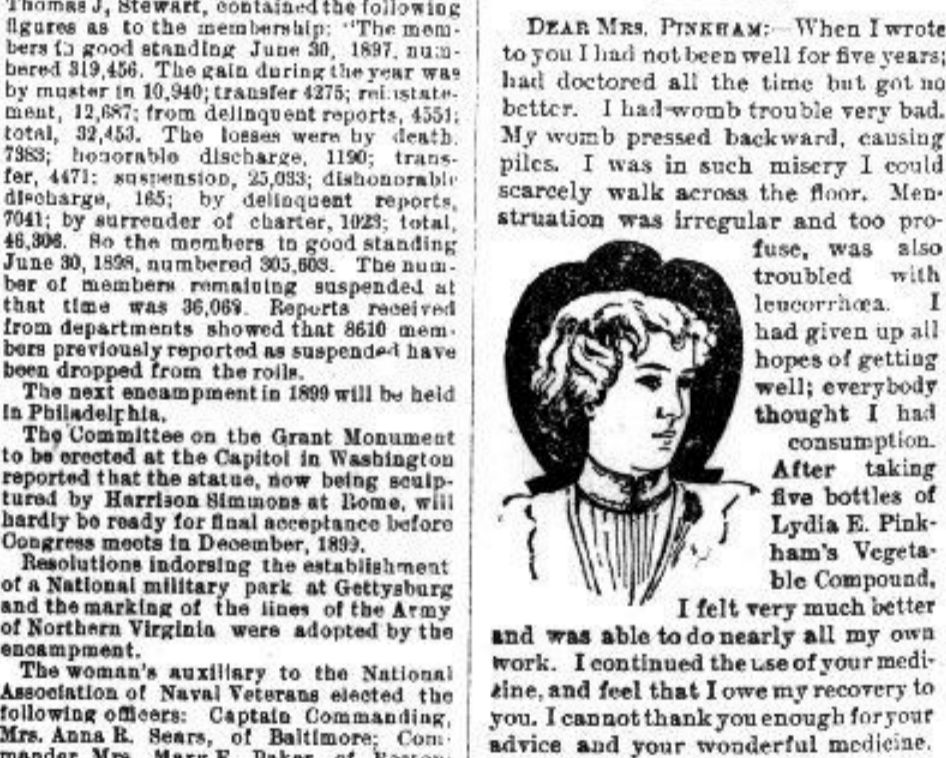 Thomas J, Stewart, contained the following
figures as to the membership: "The mem-
bers in good standing June 30, 1897, num-
bered 319,456. The gain during the year was
by muster in 10,940; transfer 4275; reinstate-
ment, 12,687; from delinquent reports, 4551;
total, 32,453. The losses were by death.
7383; honorable discharge, 1190; trans-
fer, 4471; suspension, 25,033; dishonorable
discharge, 165; by delinquent reports,
7041; by surrender of charter, 1023; total,
46,306. So the members in good standing
June 30, 1898, numbered 305,603. The num-
ber of members remaining suspended at
that time was 36,069. Reports received
from departments showed that 8610 mem-
bers previously reported as suspended have
been dropped from the rolls.
The next encampment in 1899 will be held
in Philadelphia.
The Committee on the Grant Monument
to be erected at the Capitol in Washington
reported that the statue, now being sculp-
tured by Harrison Simmons at Rome, will
hardly be ready for final acceptance before
Congress meets in December, 1899.
Resolutions indorsing the establishment
of a National military park at Gettysburg
and the marking of the lines of the Army
of Northern Virginia were adopted by the
encampment.
The woman's auxiliary to the National
Association of Naval Veterans elected the
following officers: Captain Commanding,
Mrs. Anna R. Sears, of Baltimore; Com-
mander, Mrs. Mary E. Baker, of Boston;
DEAR MRS. PINKHAM:—When I wrote
to you I had not been well for five years;
had doctored all the time but got no
better. I had womb trouble very bad.
My womb pressed backward, causing
piles. I was in such misery I could
scarcely walk across the floor. Men-
struation was irregular and too pro-
fuse, was also
troubled with
leucorrhœa. I
had given up all
hopes of getting
well; everybody
thought I had
consumption.
After taking
five bottles of
Lydia E. Pink-
ham's Vegeta-
ble Compound,
I felt very much better
and was able to do nearly all my own
work. I continued the use of your medi-
cine, and feel that I owe my recovery to
you. I cannot thank you enough for your
advice and your wonderful medicine.